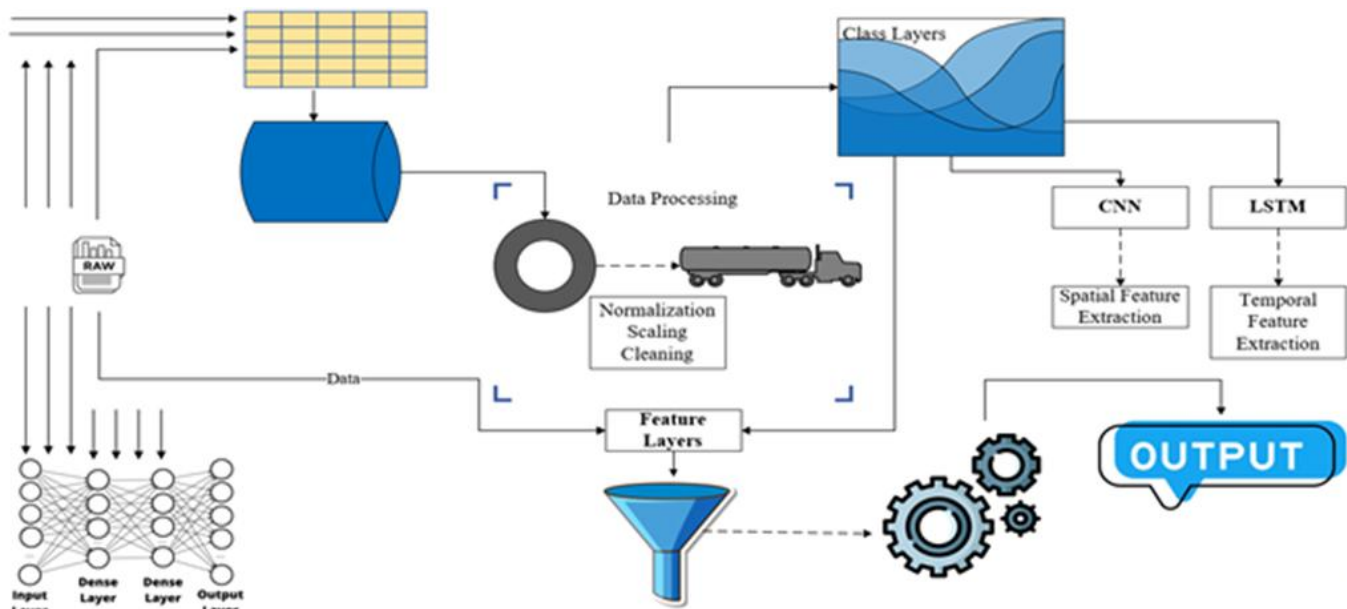 Class Layers
Data Processing
CNN
LSTM
RAW
Spatial Feature
Extraction
Temporal
Feature
Extraction
Normalization
Scaling
Cleaning
Data
Feature
Layers
OUTPUT
Input
Dense
Layer
Dense
Layer
Output